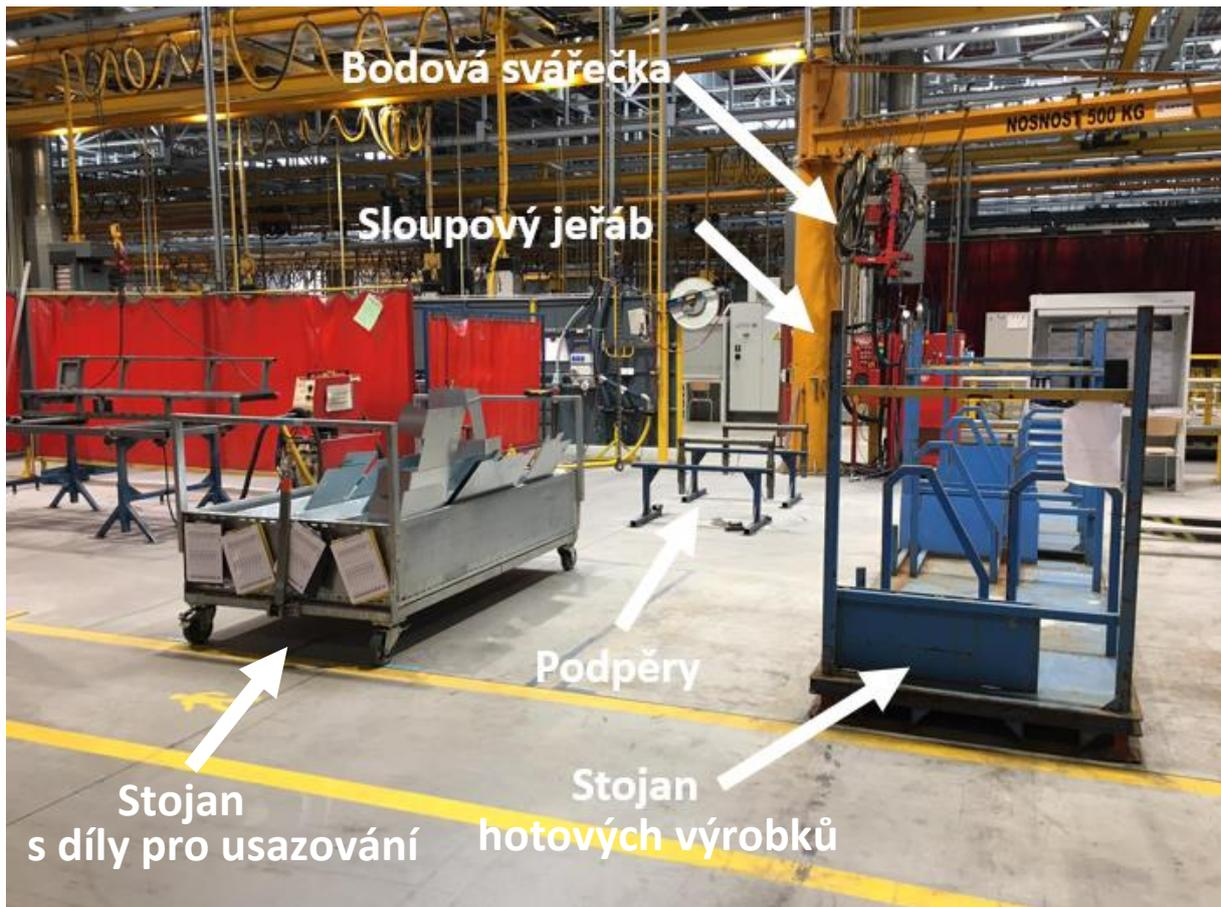 Bodová svářečka
NOSNOST 500 KG
Sloupový jeřáb
Podpěry
Stojan
s díly pro usazování
Stojan
hotových výrobků